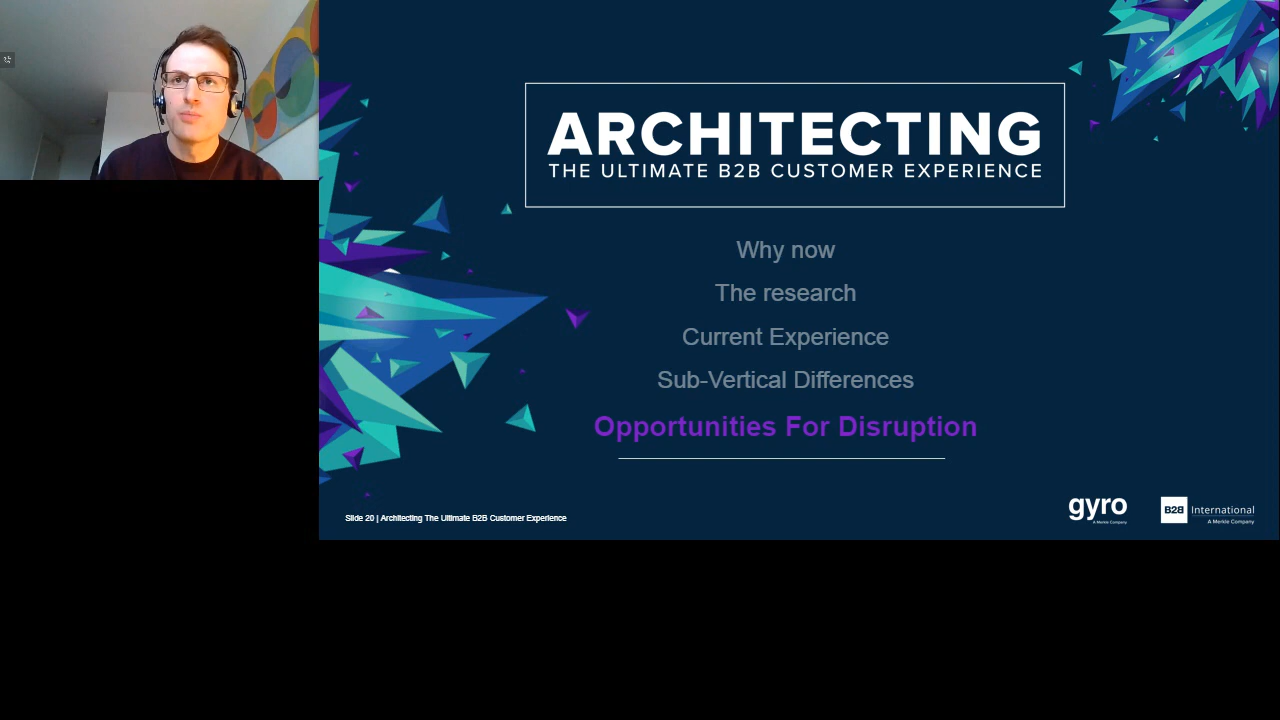 ARCHITECTING
THE ULTIMATE B2B CUSTOMER EXPERIENCE
Why now
The research
Current Experience
Sub-Vertical Differences
Opportunities For Disruption
Slide 20 | Architecting The Ultimate B2B Customer Experience
gyro
A Merkle Company
B2B International
A Merkle Company